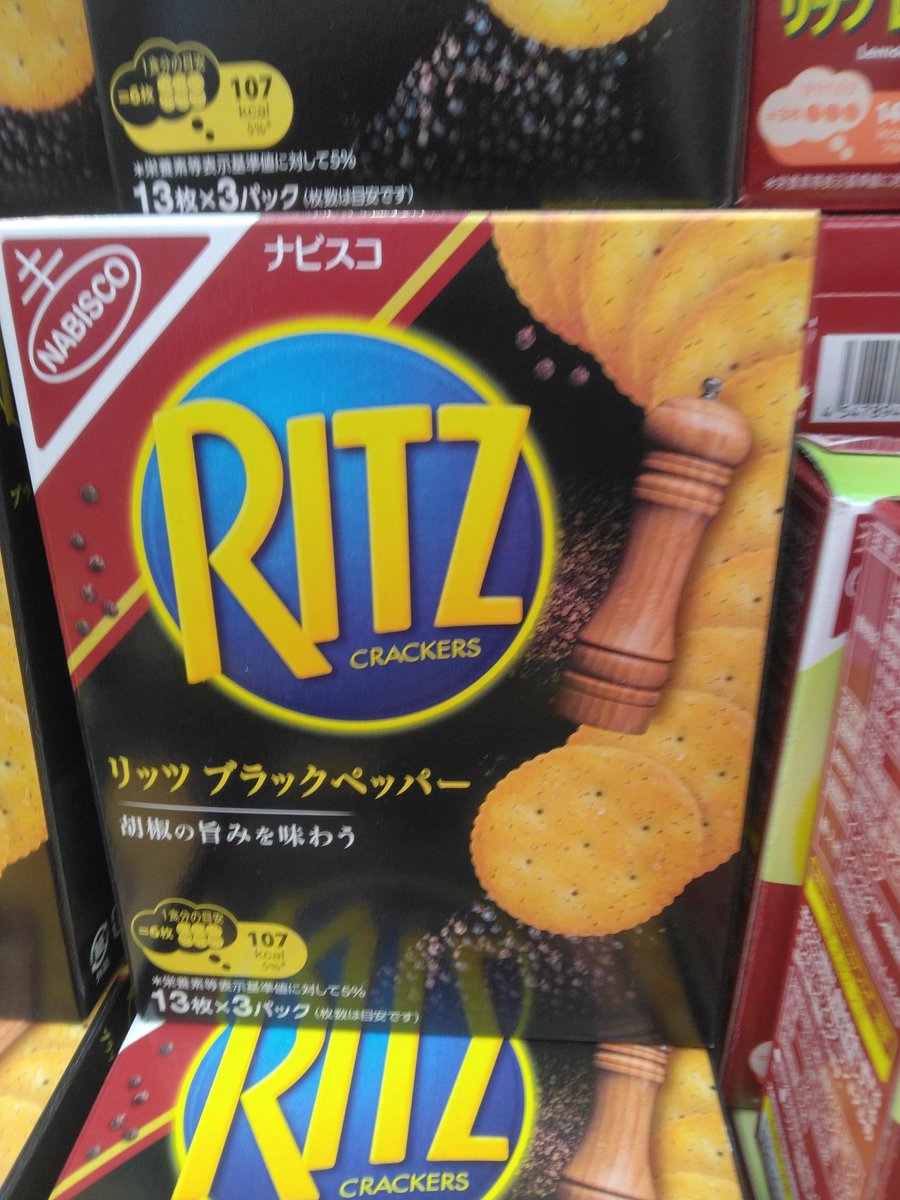 1食分の目安
=6枚
107
kcal
5%*
*栄養素等表示基準値に対して5%
13枚×3パック (枚数は目安です)
NABISCO
ナビスコ
RITZ
CRACKERS
リッツ ブラックペッパー
胡椒の旨みを味わう
1食分の目安
=6枚
107
kcal
5%*
*栄養素等表示基準値に対して5%
13枚×3パック (枚数は目安です)
RITZ
CRACKERS